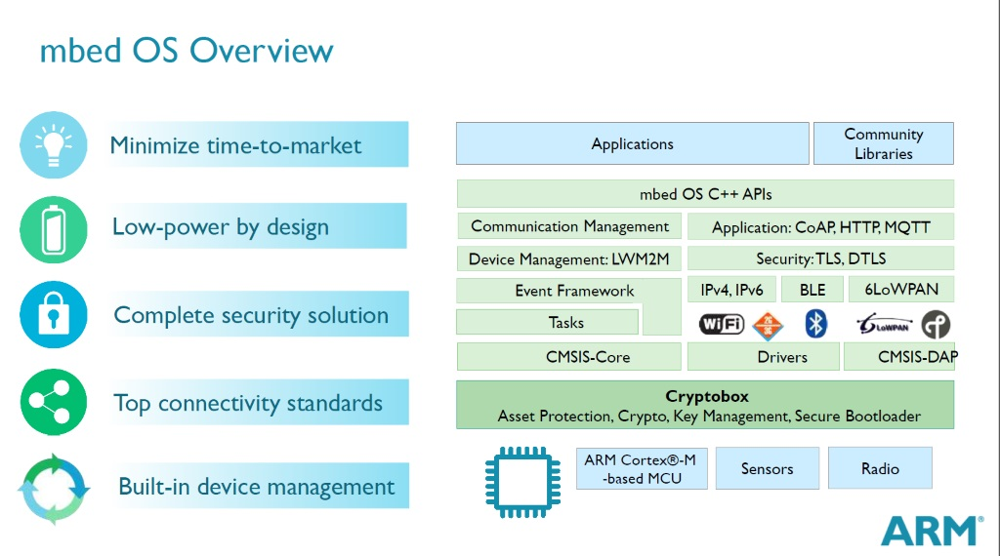 mbed OS Overview
Minimize time-to-market
Low-power by design
Complete security solution
Top connectivity standards
Built-in device management
Applications
Community
Libraries
mbed OS C++ APIs
Communication Management
Application: CoAP, HTTP, MQTT
Device Management: LWM2M
Security: TLS, DTLS
Event Framework
IPv4, IPv6
BLE
6LoWPAN
Tasks
WiFi
2G
3G
6LoWPAN
CMSIS-Core
Drivers
CMSIS-DAP
Cryptobox
Asset Protection, Crypto, Key Management, Secure Bootloader
ARM Cortex®-M
-based MCU
Sensors
Radio
ARM®